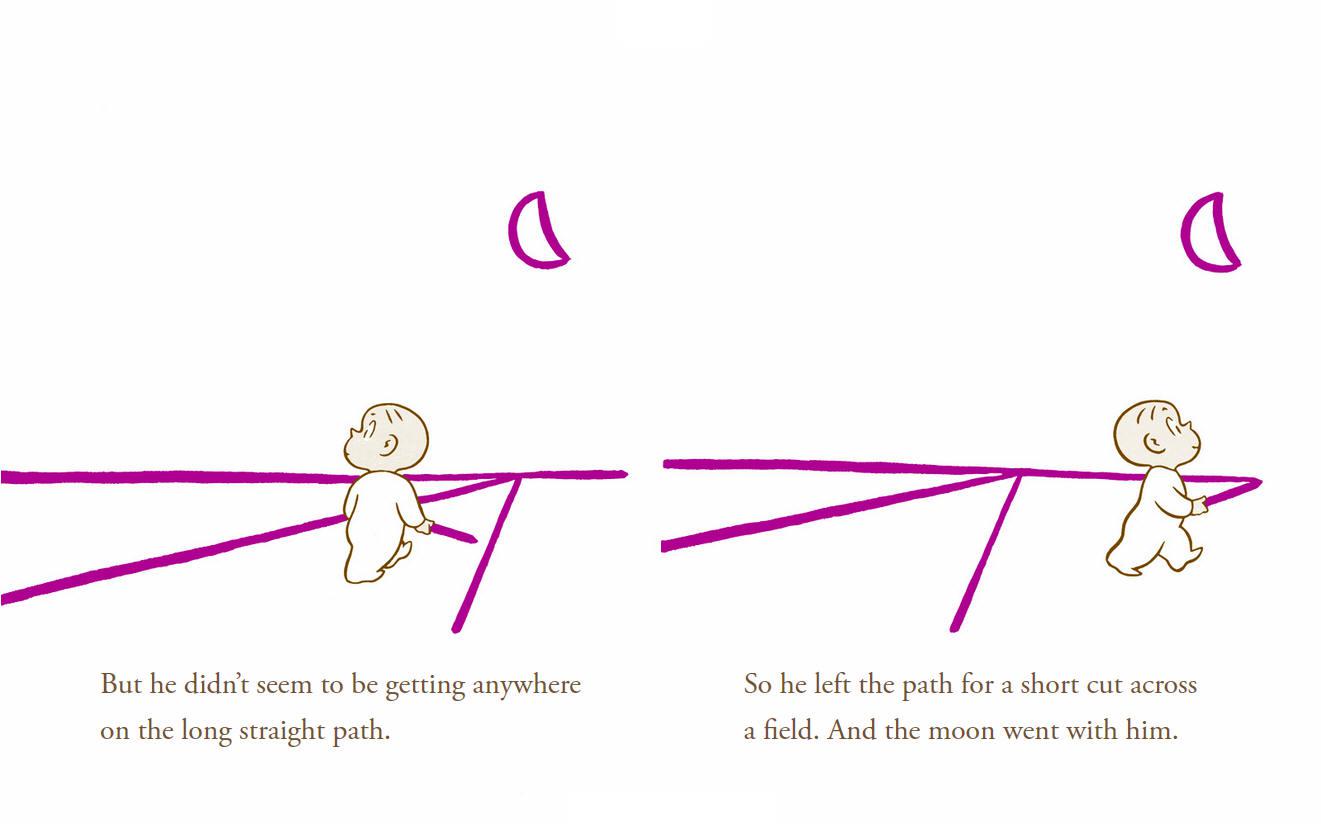 But he didn’t seem to be getting anywhere
on the long straight path.
So he left the path for a short cut across
a field. And the moon went with him.